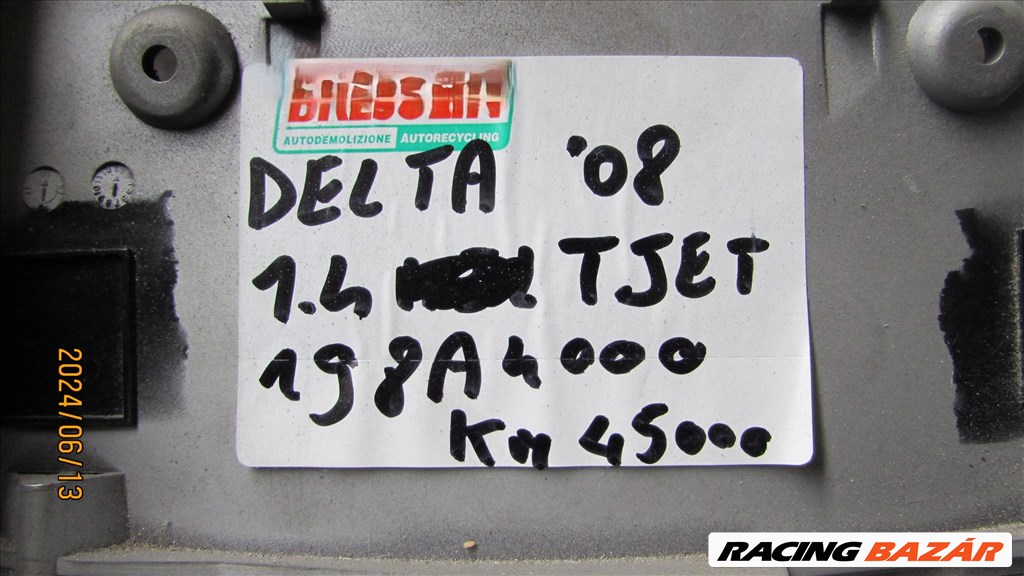 AUTODEMOLIZIONE AUTORECYCLING
DELTA '08
1.4 TJET
198A4000
Km 45000
2024/06/13
RACING BAZÁR